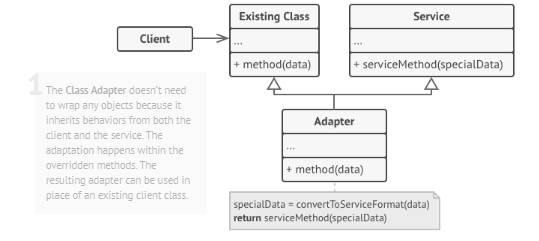 Existing Class
Service
Client
...
...
+ method(data)
+ serviceMethod(specialData)
1
The Class Adapter doesn't need
to wrap any objects because it
inherits behaviors from both the
client and the service. The
adaptation happens within the
overridden methods. The
resulting adapter can be used in
place of an existing client class.
Adapter
...
+ method(data)
specialData = convertToServiceFormat(data)
return serviceMethod(specialData)